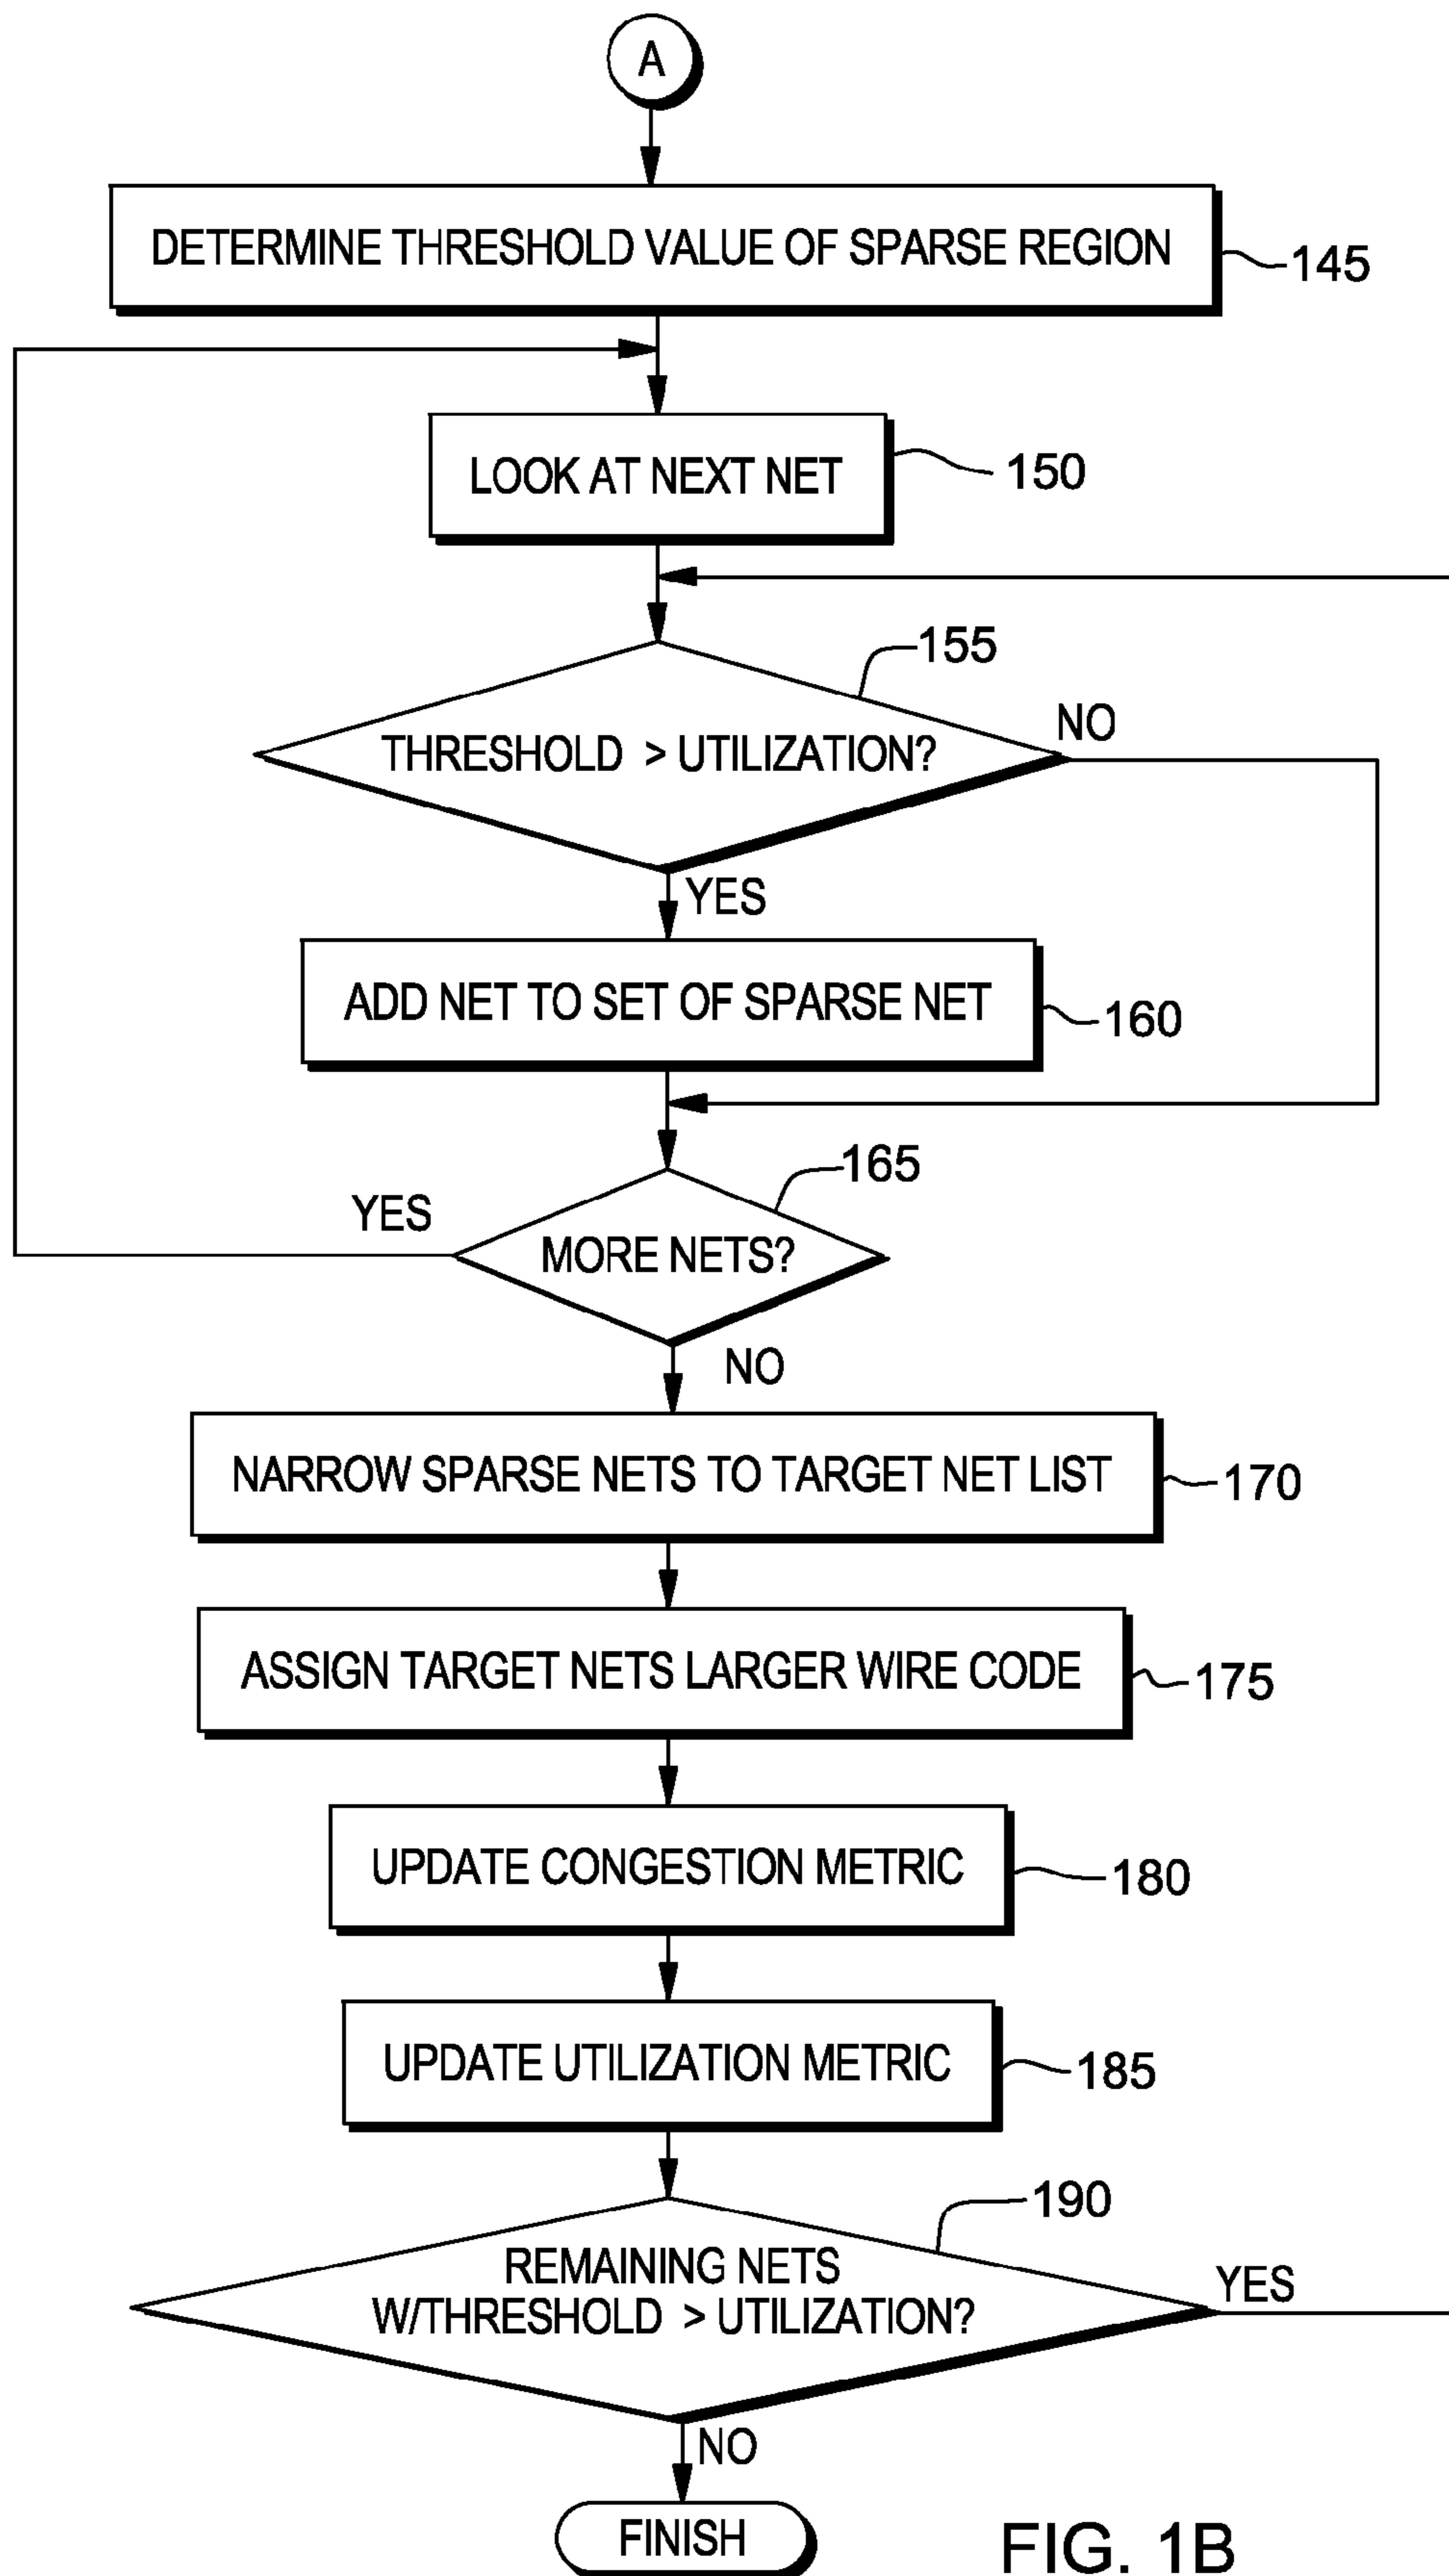 A
DETERMINE THRESHOLD VALUE OF SPARSE REGION
145
LOOK AT NEXT NET
150
155
THRESHOLD > UTILIZATION?
NO
YES
ADD NET TO SET OF SPARSE NET
160
165
YES
MORE NETS?
NO
NARROW SPARSE NETS TO TARGET NET LIST
170
ASSIGN TARGET NETS LARGER WIRE CODE
175
UPDATE CONGESTION METRIC
180
UPDATE UTILIZATION METRIC
185
190
REMAINING NETS
W/THRESHOLD > UTILIZATION?
YES
NO
FINISH
FIG. 1B